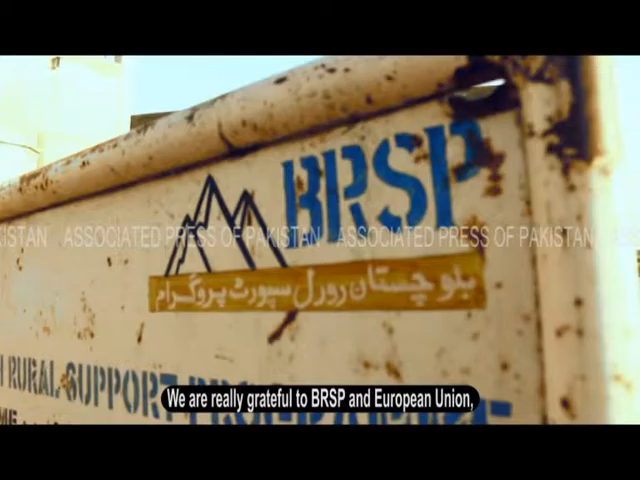 BRSP
ASSOCIATED PRESS OF PAKISTAN ASSOCIATED PRESS OF PAKISTAN
بلوچستان رورل سپورٹ پروگرام
RURAL SUPPORT
We are really grateful to BRSP and European Union,